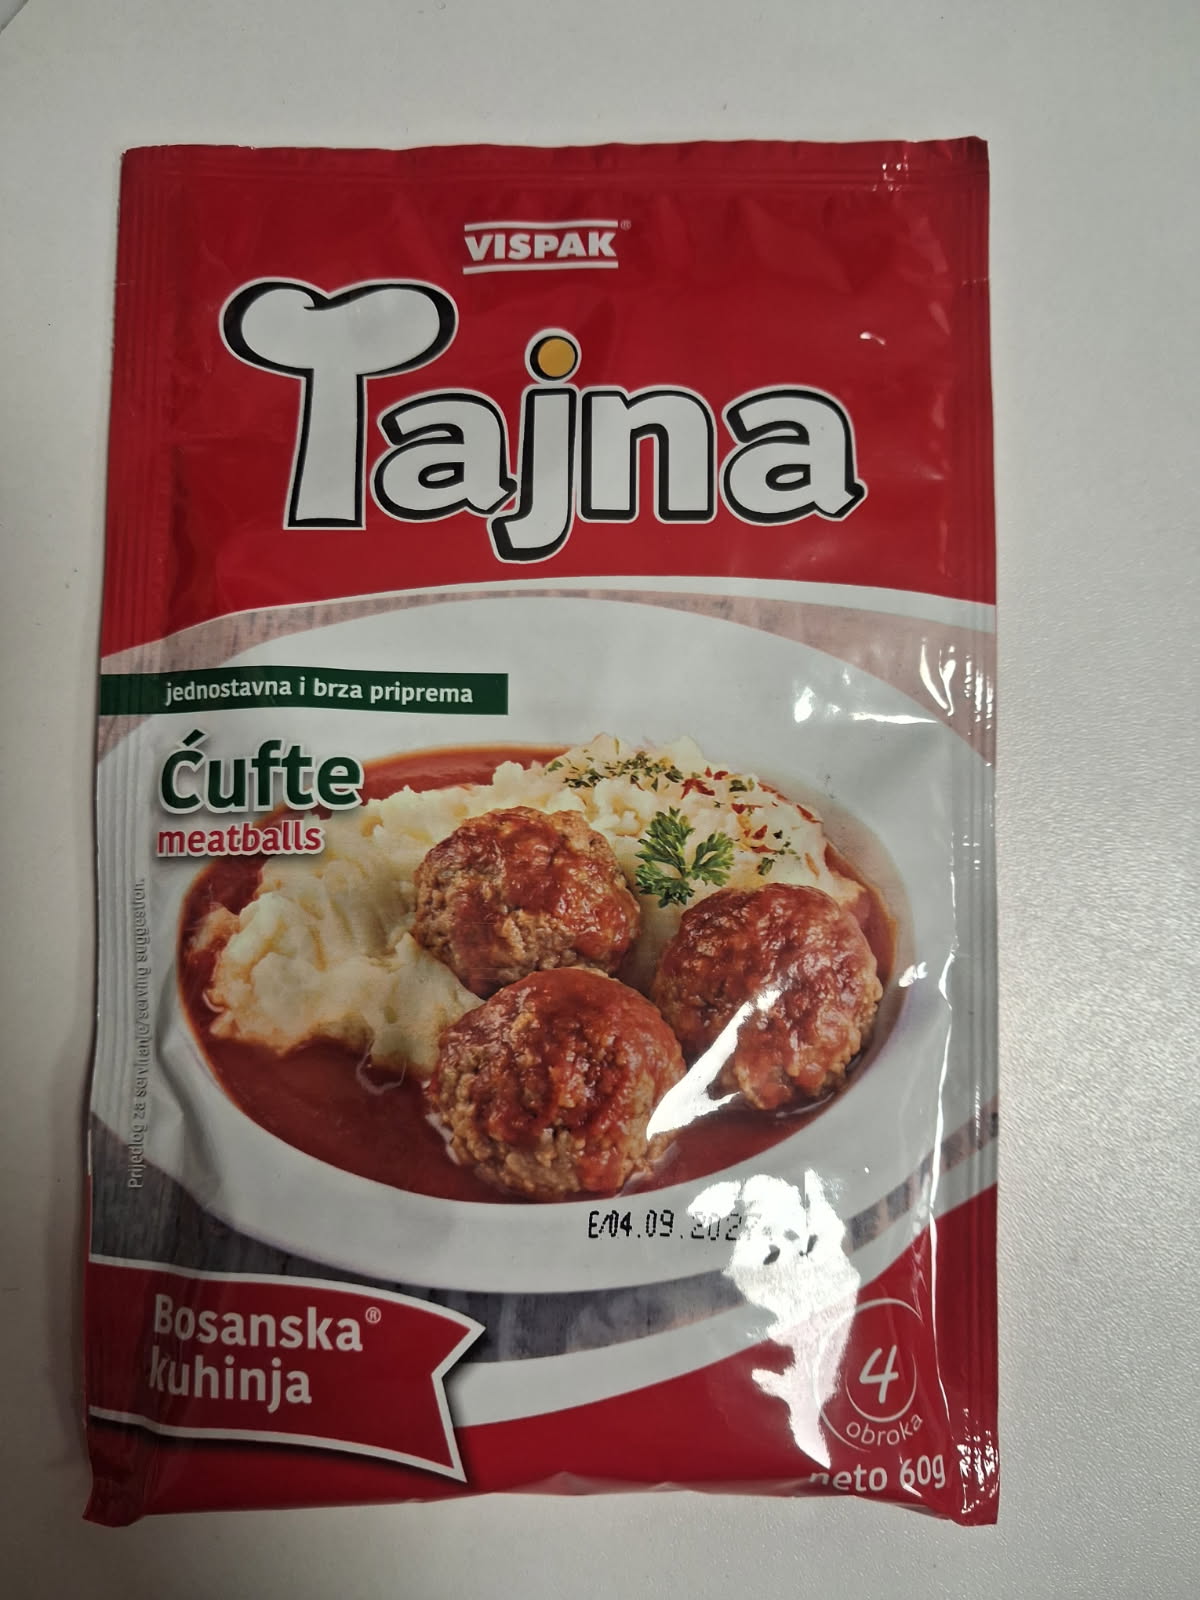 VISPAK®
Tajna
jednostavna i brza priprema
Ćufte
meatballs
Prijedlog za serviranje/serving suggestion.
E/04.09.2027
Bosanska®
kuhinja
4
obroka
neto 60g